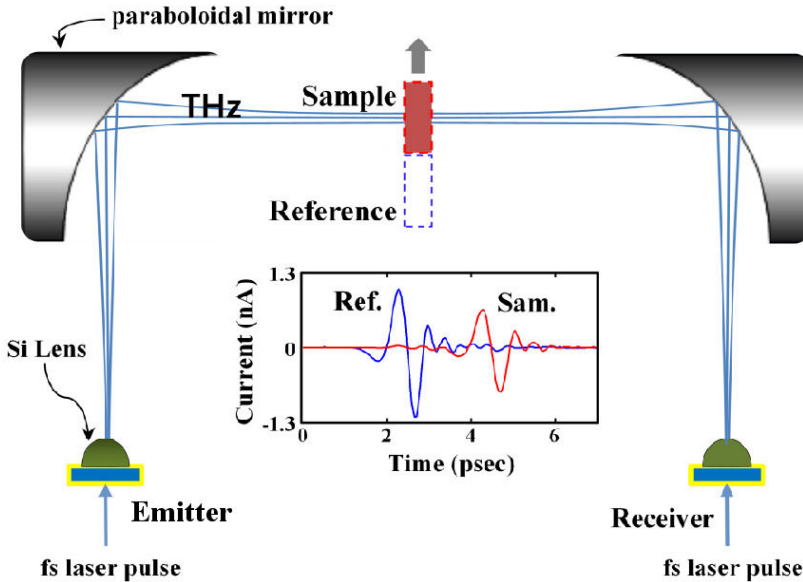 paraboloidal mirror
THz
Sample
Reference
Si Lens
Current (nA)
1.3
0
-1.3
Ref.
Sam.
0
2
4
6
Time (psec)
Emitter
Receiver
fs laser pulse
fs laser pulse